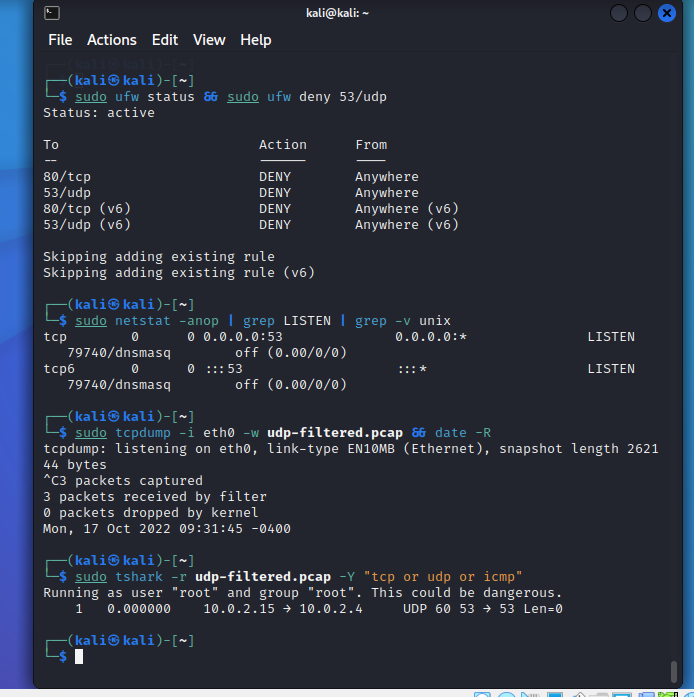 kali@kali: ~
File Actions Edit View Help
┌──(kali㉿kali)-[~]
└─$ sudo ufw status && sudo ufw deny 53/udp
Status: active
To                         Action      From
--                         ------      ----
80/tcp                     DENY        Anywhere
53/udp                     DENY        Anywhere
80/tcp (v6)                DENY        Anywhere (v6)
53/udp (v6)                DENY        Anywhere (v6)
Skipping adding existing rule
Skipping adding existing rule (v6)
┌──(kali㉿kali)-[~]
└─$ sudo netstat -anop | grep LISTEN | grep -v unix
tcp        0      0 0.0.0.0:53              0.0.0.0:*               LISTEN
   79740/dnsmasq        off (0.00/0/0)
tcp6       0      0 :::53                   :::*                    LISTEN
   79740/dnsmasq        off (0.00/0/0)
┌──(kali㉿kali)-[~]
└─$ sudo tcpdump -i eth0 -w udp-filtered.pcap && date -R
tcpdump: listening on eth0, link-type EN10MB (Ethernet), snapshot length 2621
44 bytes
^C3 packets captured
3 packets received by filter
0 packets dropped by kernel
Mon, 17 Oct 2022 09:31:45 -0400
┌──(kali㉿kali)-[~]
└─$ sudo tshark -r udp-filtered.pcap -Y "tcp or udp or icmp"
Running as user "root" and group "root". This could be dangerous.
    1   0.000000    10.0.2.15 → 10.0.2.4     UDP 60 53 → 53 Len=0
┌──(kali㉿kali)-[~]
└─$